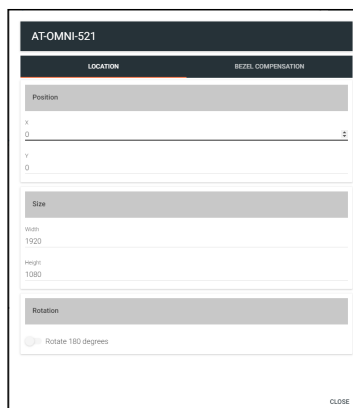 AT-OMNI-521
LOCATION BEZEL COMPENSATION
Position
X
0
Y
0
Size
Width
1920
Height
1080
Rotation
Rotate 180 degrees
CLOSE